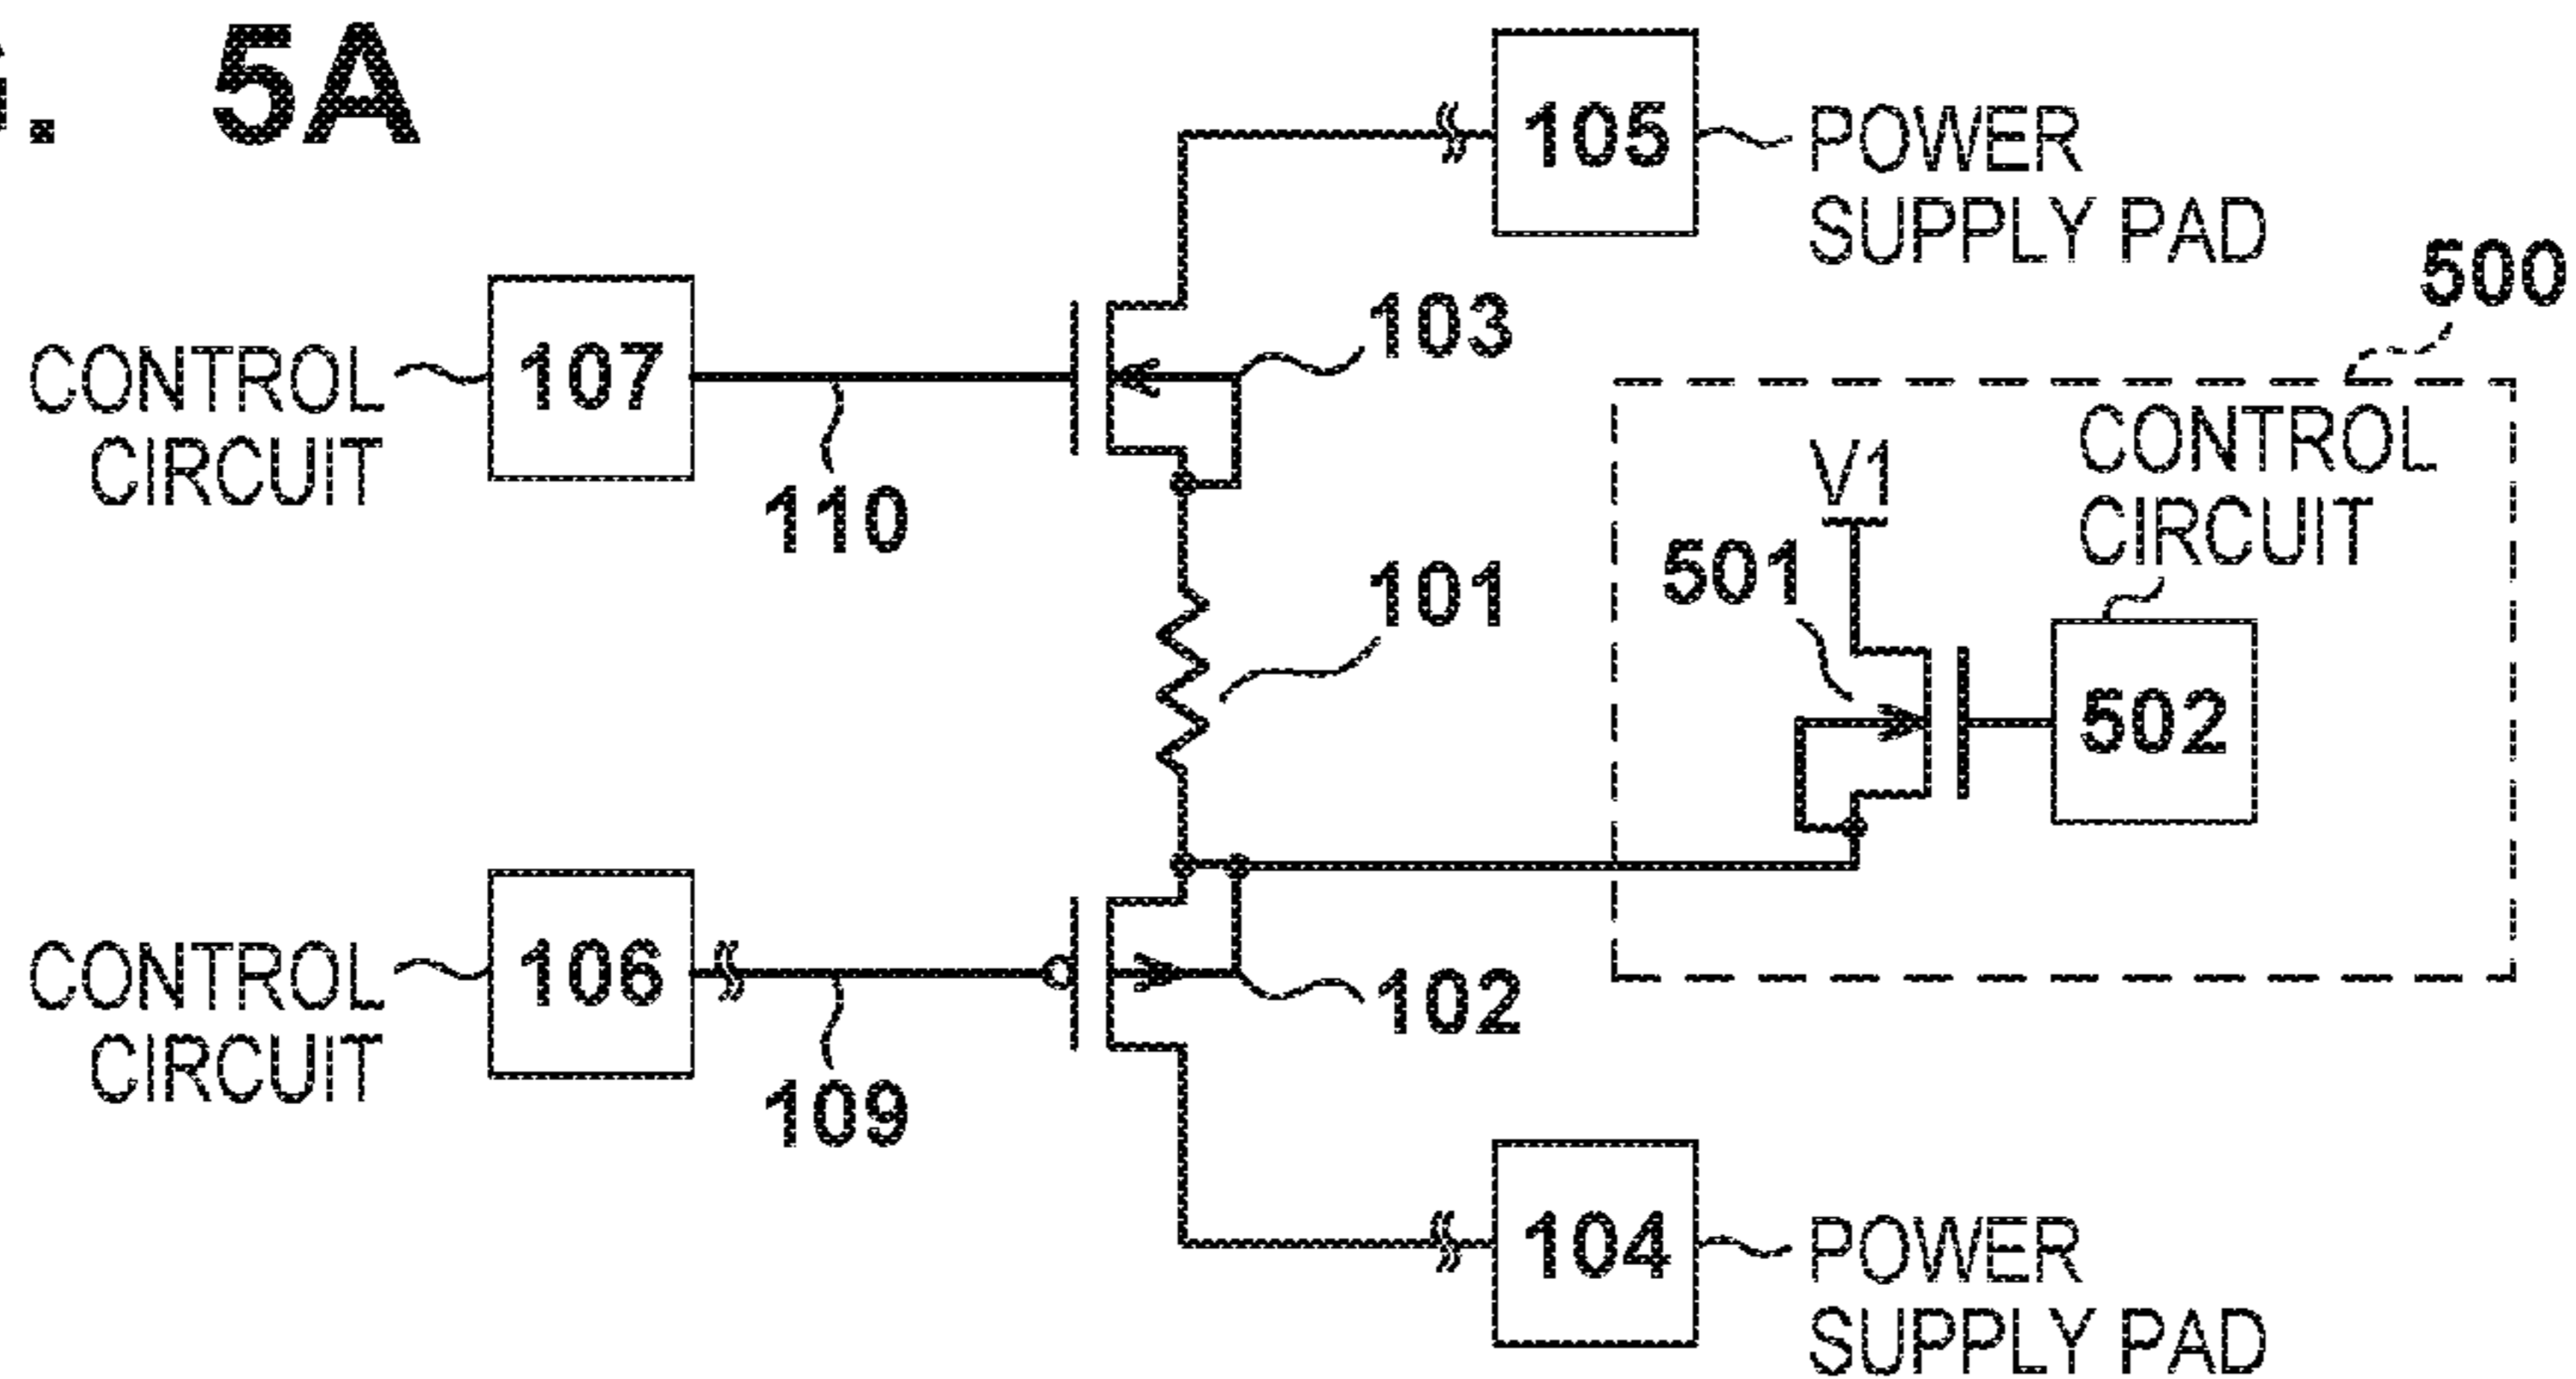 5A
105
POWER
SUPPLY PAD
500
103
CONTROL
CIRCUIT
107
110
V1
CONTROL
CIRCUIT
501
502
101
CONTROL
CIRCUIT
106
109
102
104
POWER
SUPPLY PAD